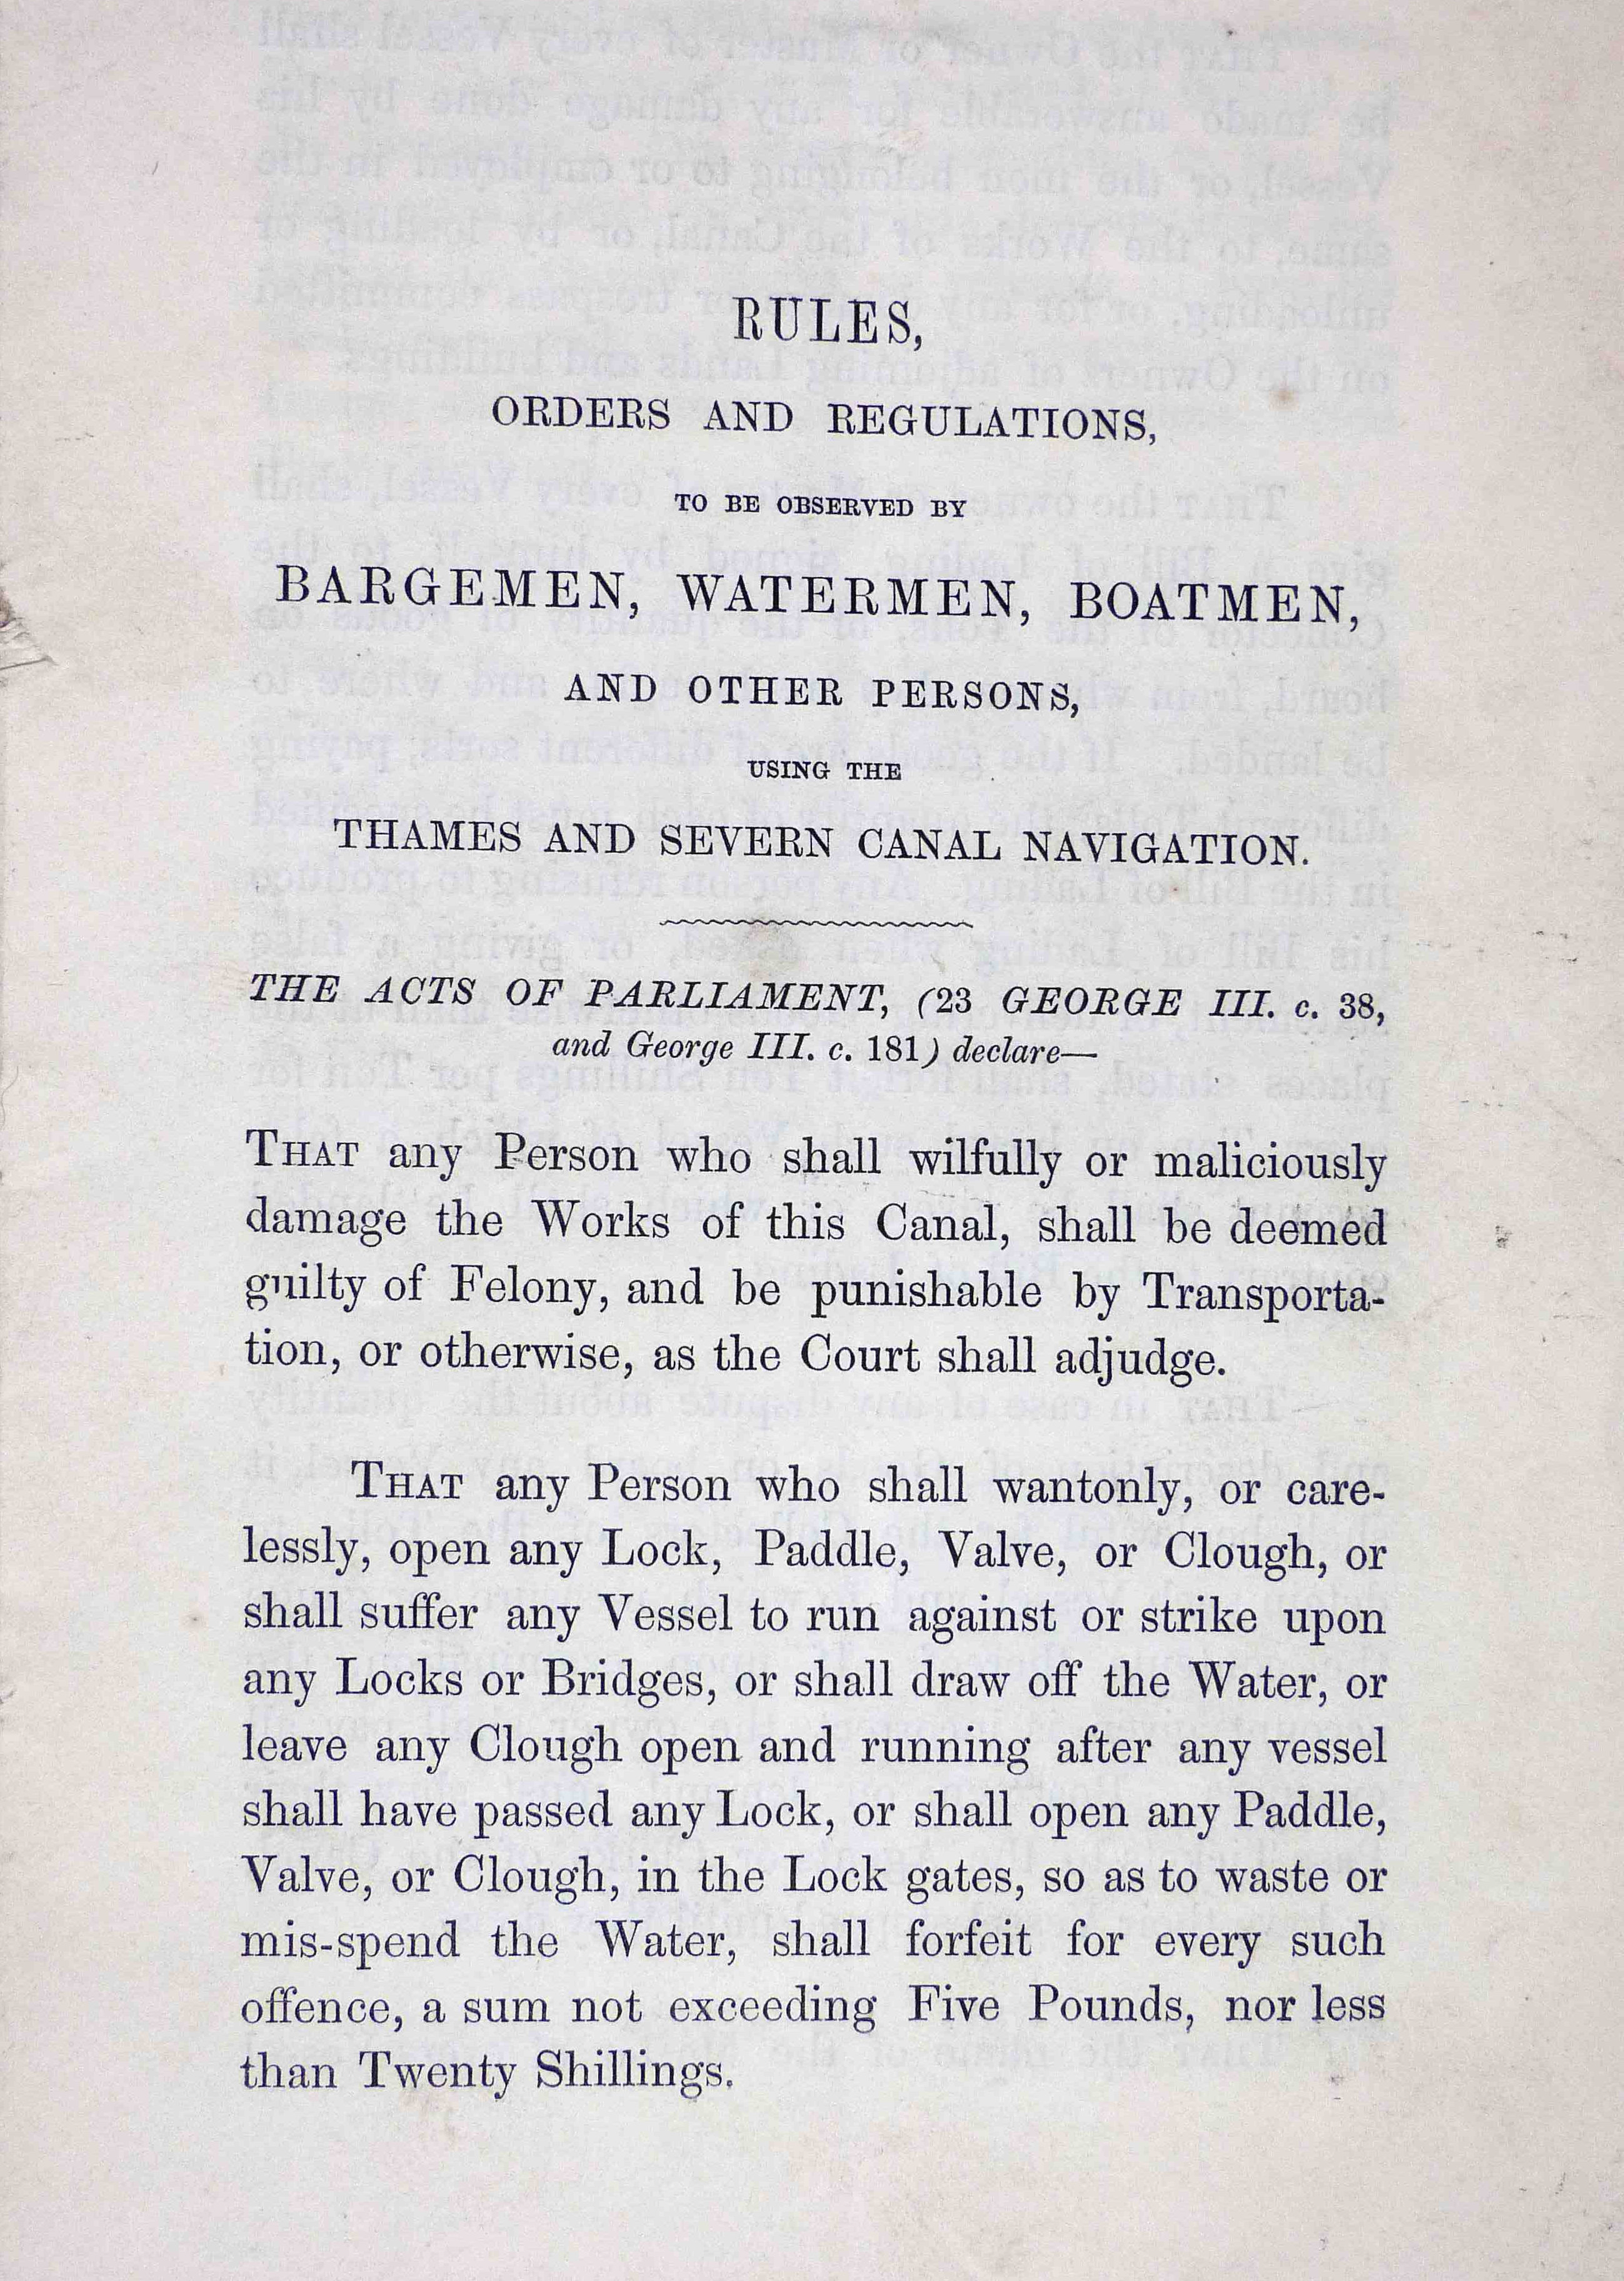 RULES,
ORDERS AND REGULATIONS,
TO BE OBSERVED BY
BARGEMEN, WATERMEN, BOATMEN,
AND OTHER PERSONS,
USING THE
THAMES AND SEVERN CANAL NAVIGATION.
THE ACTS OF PARLIAMENT, (23 GEORGE III. c. 38,
and George III. c. 181) declare—
THAT any Person who shall wilfully or maliciously
damage the Works of this Canal, shall be deemed
guilty of Felony, and be punishable by Transporta-
tion, or otherwise, as the Court shall adjudge.
THAT any Person who shall wantonly, or care-
lessly, open any Lock, Paddle, Valve, or Clough, or
shall suffer any Vessel to run against or strike upon
any Locks or Bridges, or shall draw off the Water, or
leave any Clough open and running after any vessel
shall have passed any Lock, or shall open any Paddle,
Valve, or Clough, in the Lock gates, so as to waste or
mis-spend the Water, shall forfeit for every such
offence, a sum not exceeding Five Pounds, nor less
than Twenty Shillings.